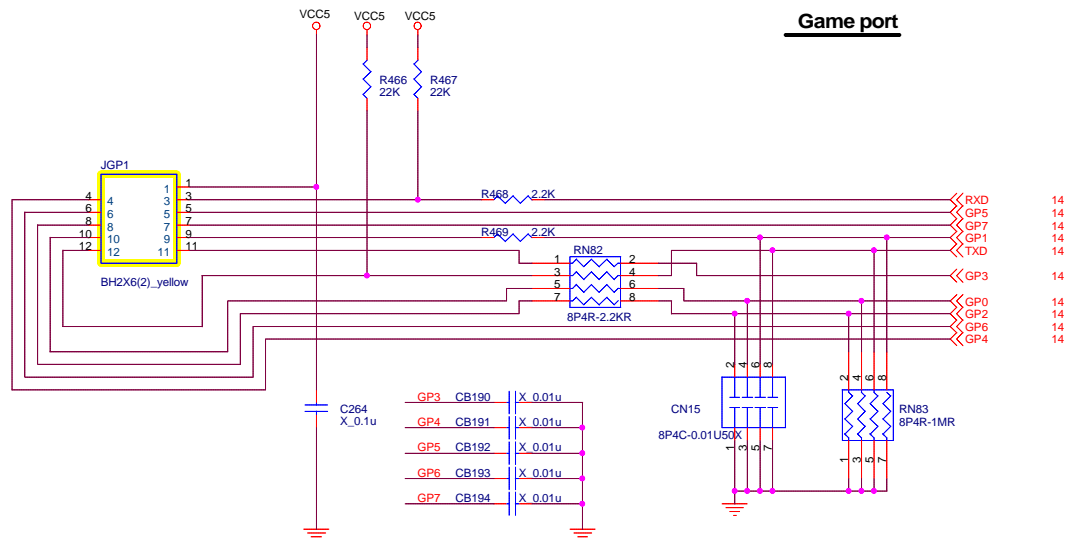 Game port
VCC5 VCC5 VCC5
R466 R467
22K 22K
JGP1
1
4 4 1 3 R468 2.2K RXD 14
6 6 3 5 GP5 14
8 8 5 7 GP7 14
10 10 7 9 R469 2.2K GP1 14
12 12 9 11 TXD 14
11
RN82
1 2
3 4 GP3 14
5 6
7 8
BH2X6(2)_yellow
8P4R-2.2KR
GP0 14
GP2 14
GP6 14
GP4 14
2 4 6 8 2 4 6 8
GP3 CB190 X_0.01u
GP4 CB191 X_0.01u
GP5 CB192 X_0.01u
GP6 CB193 X_0.01u
GP7 CB194 X_0.01u
C264
X_0.1u
CN15
8P4C-0.01U50X
RN83
8P4R-1MR
1 3 5 7 1 3 5 7